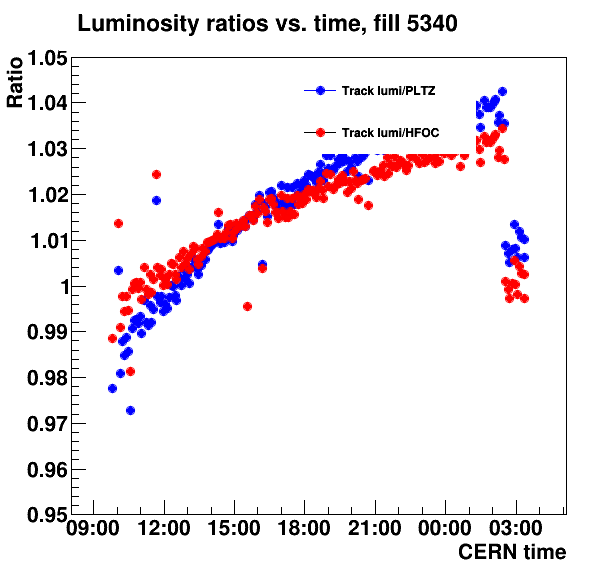 Luminosity ratios vs. time, fill 5340
Ratio
1.05
1.04
1.03
1.02
1.01
1
0.99
0.98
0.97
0.96
0.95
Track lumi/PLTZ
Track lumi/HFOC
09:00 12:00 15:00 18:00 21:00 00:00 03:00
CERN time